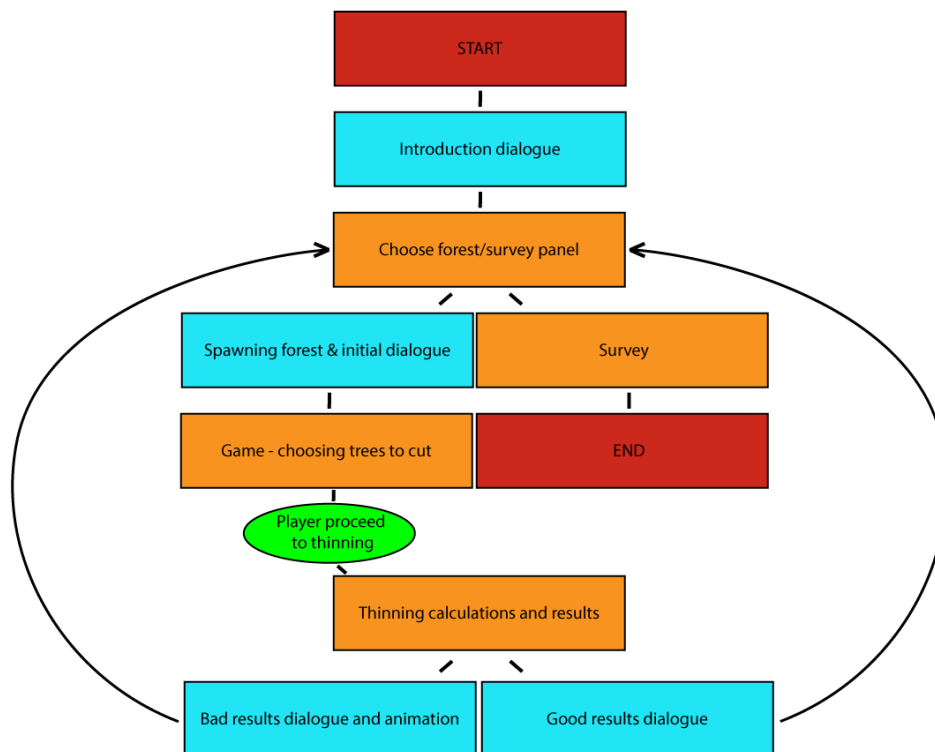 START
Introduction dialogue
Choose forest/survey panel
Spawning forest & initial dialogue
Survey
Game - choosing trees to cut
END
Player proceed
to thinning
Thinning calculations and results
Bad results dialogue and animation
Good results dialogue